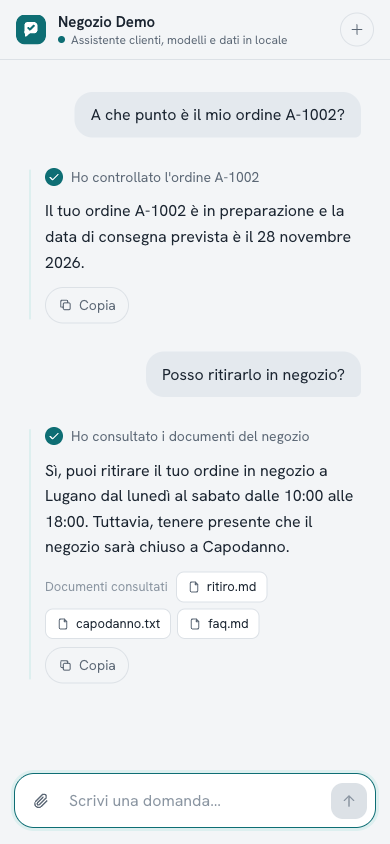 Negozio Demo
Assistente clienti, modelli e dati in locale
A che punto è il mio ordine A-1002?
Ho controllato l'ordine A-1002
Il tuo ordine A-1002 è in preparazione e la
data di consegna prevista è il 28 novembre
2026.
Copia
Posso ritirarlo in negozio?
Ho consultato i documenti del negozio
Sì, puoi ritirare il tuo ordine in negozio a
Lugano dal lunedì al sabato dalle 10:00 alle
18:00. Tuttavia, tenere presente che il
negozio sarà chiuso a Capodanno.
Documenti consultati ritiro.md
capodanno.txt faq.md
Copia
Scrivi una domanda...